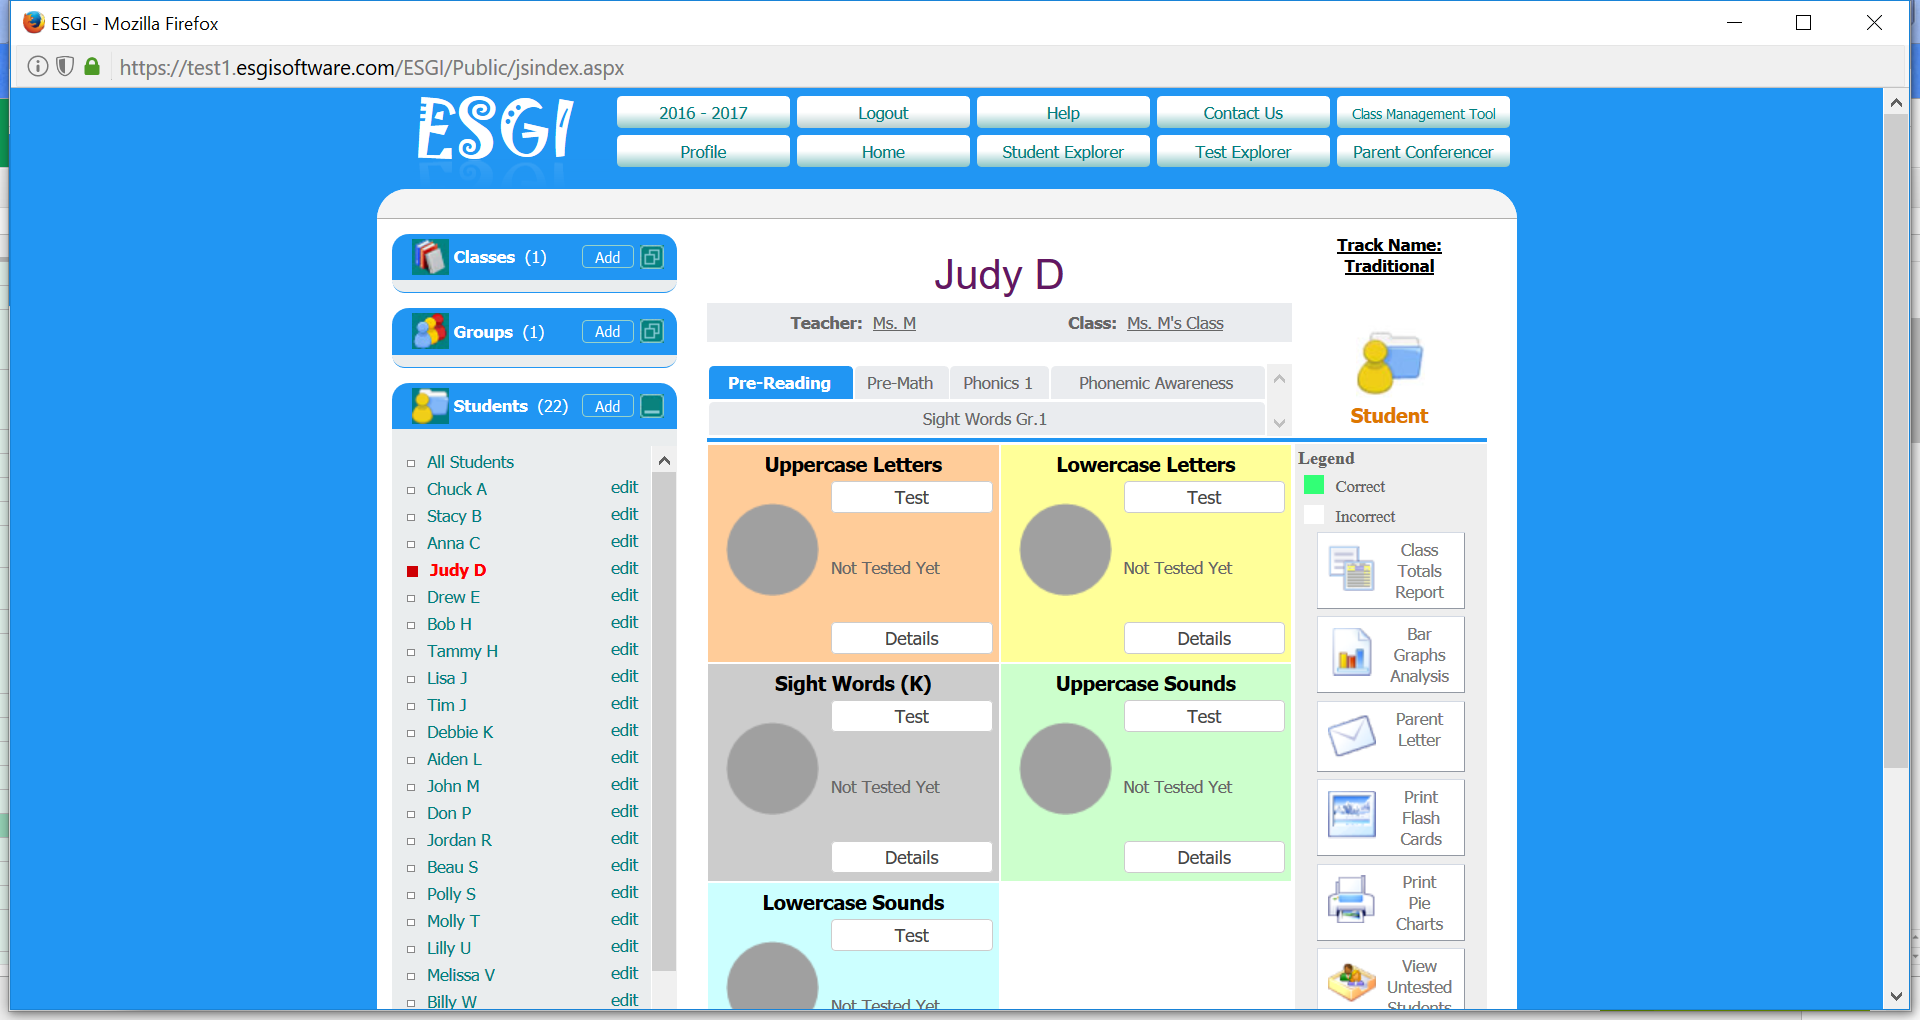 ESGI - Mozilla Firefox
https://test1.esgisoftware.com/ESGI/Public/jsindex.aspx
ESGI
2016 - 2017 Logout Help Contact Us Class Management Tool
Profile Home Student Explorer Test Explorer Parent Conferencer
Classes (1) Add
Groups (1) Add
Students (22) Add
All Students
Chuck A edit
Stacy B edit
Anna C edit
Judy D edit
Drew E edit
Bob H edit
Tammy H edit
Lisa J edit
Tim J edit
Debbie K edit
Aiden L edit
John M edit
Don P edit
Jordan R edit
Beau S edit
Polly S edit
Molly T edit
Lilly U edit
Melissa V edit
Billy W edit
Judy D
Teacher: Ms. M Class: Ms. M's Class
Track Name:
Traditional
Student
Pre-Reading Pre-Math Phonics 1 Phonemic Awareness
Sight Words Gr.1
Uppercase Letters
Test
Not Tested Yet
Details
Lowercase Letters
Test
Not Tested Yet
Details
Sight Words (K)
Test
Not Tested Yet
Details
Uppercase Sounds
Test
Not Tested Yet
Details
Lowercase Sounds
Test
Not Tested Yet
Legend
Correct
Incorrect
Class
Totals
Report
Bar
Graphs
Analysis
Parent
Letter
Print
Flash
Cards
Print
Pie
Charts
View
Untested
Students